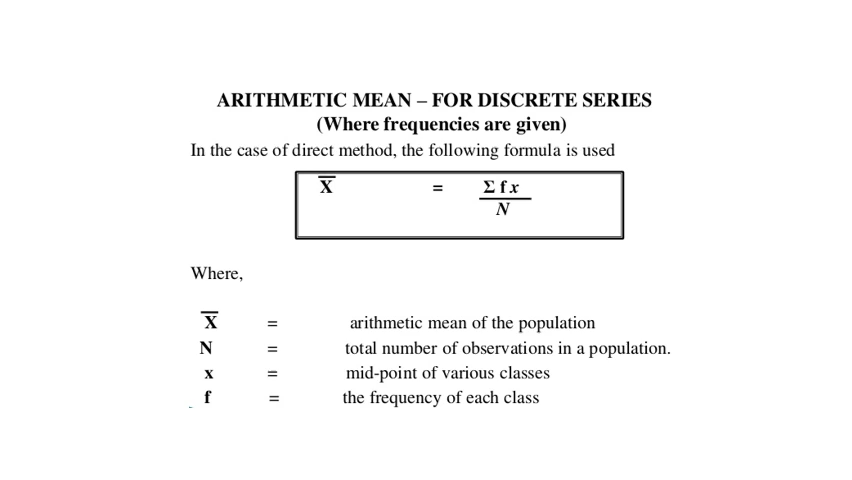 ARITHMETIC MEAN – FOR DISCRETE SERIES
(Where frequencies are given)
In the case of direct method, the following formula is used
X̅ = Σ f x
N
Where,
X̅ = arithmetic mean of the population
N = total number of observations in a population.
x = mid-point of various classes
f = the frequency of each class